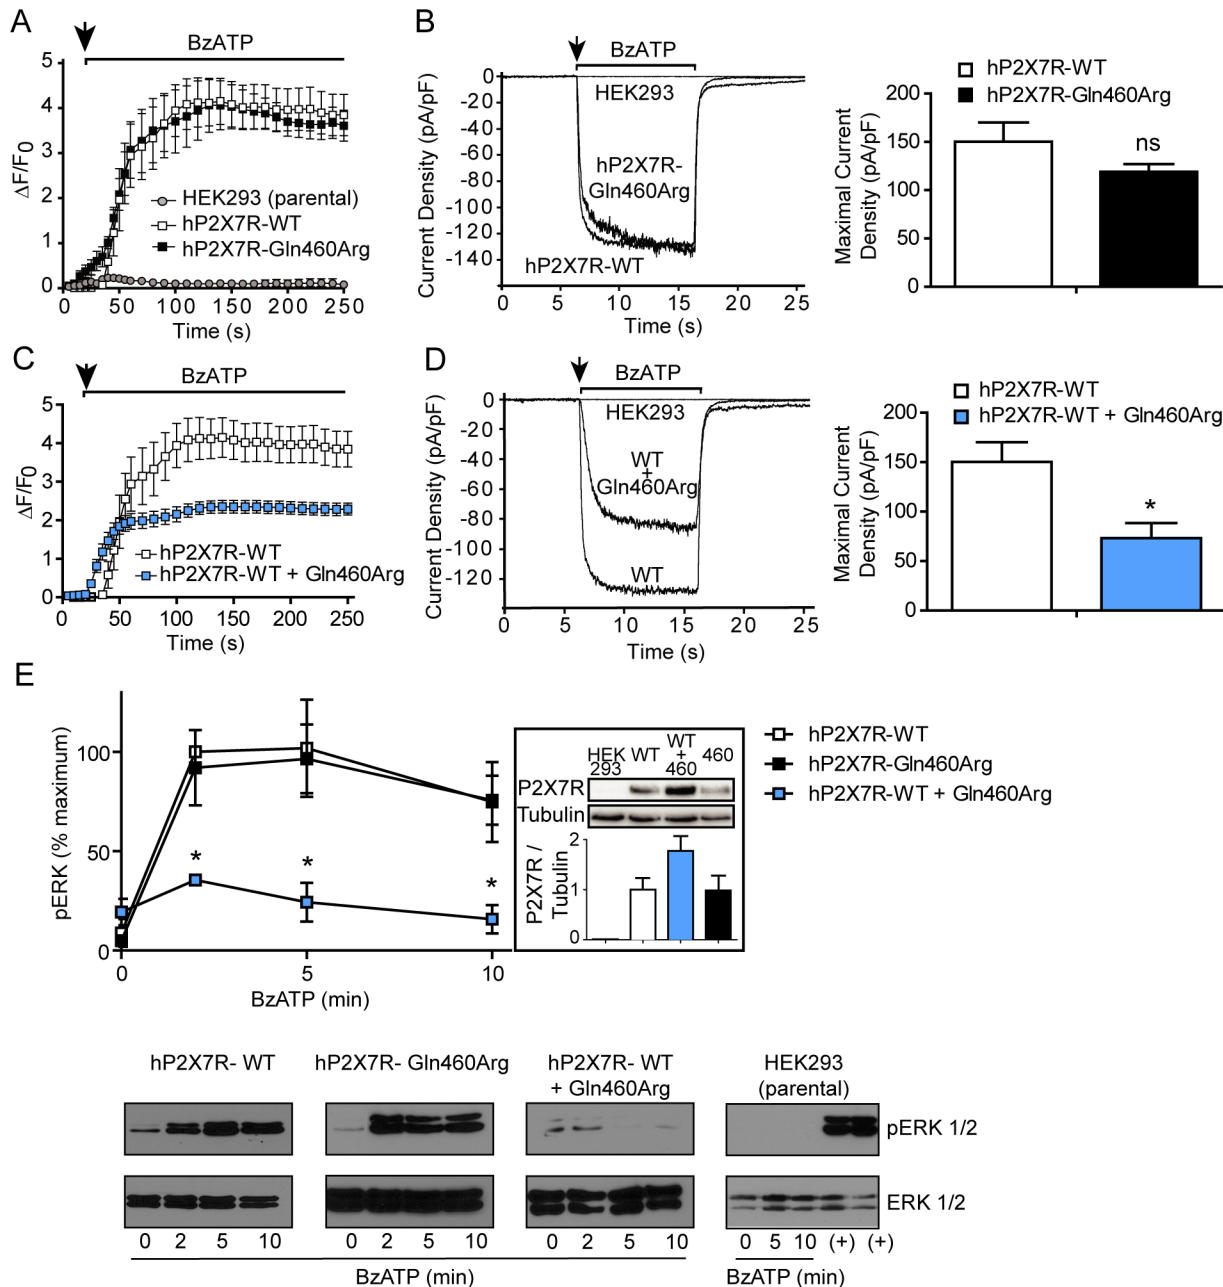 A
BzATP
5
4
3
2
1
0
ΔF/F0
HEK293 (parental)
hP2X7R-WT
hP2X7R-Gln460Arg
0 50 100 150 200 250
Time (s)
B
BzATP
0
-20
-40
-60
-80
-100
-120
-140
Current Density (pA/pF)
HEK293
hP2X7R-
Gln460Arg
hP2X7R-WT
0 5 10 15 20 25
Time (s)
hP2X7R-WT
hP2X7R-Gln460Arg
200
150
100
50
0
Maximal Current
Density (pA/pF)
ns
C
BzATP
5
4
3
2
1
0
ΔF/F0
hP2X7R-WT
hP2X7R-WT + Gln460Arg
0 50 100 150 200 250
Time (s)
D
BzATP
0
-20
-40
-60
-80
-100
-120
Current Density (pA/pF)
HEK293
WT
+
Gln460Arg
WT
0 5 10 15 20 25
Time (s)
hP2X7R-WT
hP2X7R-WT + Gln460Arg
200
150
100
50
0
Maximal Current
Density (pA/pF)
*
E
100
50
0
pERK (% maximum)
* * *
0 5 10
BzATP (min)
HEK
293
WT
WT
+
460
460
P2X7R
Tubulin
2
1
0
P2X7R /
Tubulin
hP2X7R-WT
hP2X7R-Gln460Arg
hP2X7R-WT + Gln460Arg
hP2X7R- WT
hP2X7R- Gln460Arg
hP2X7R- WT
+ Gln460Arg
HEK293
(parental)
pERK 1/2
ERK 1/2
0 2 5 10
0 2 5 10
0 2 5 10
0 5 10 (+) (+)
BzATP (min)
BzATP (min)